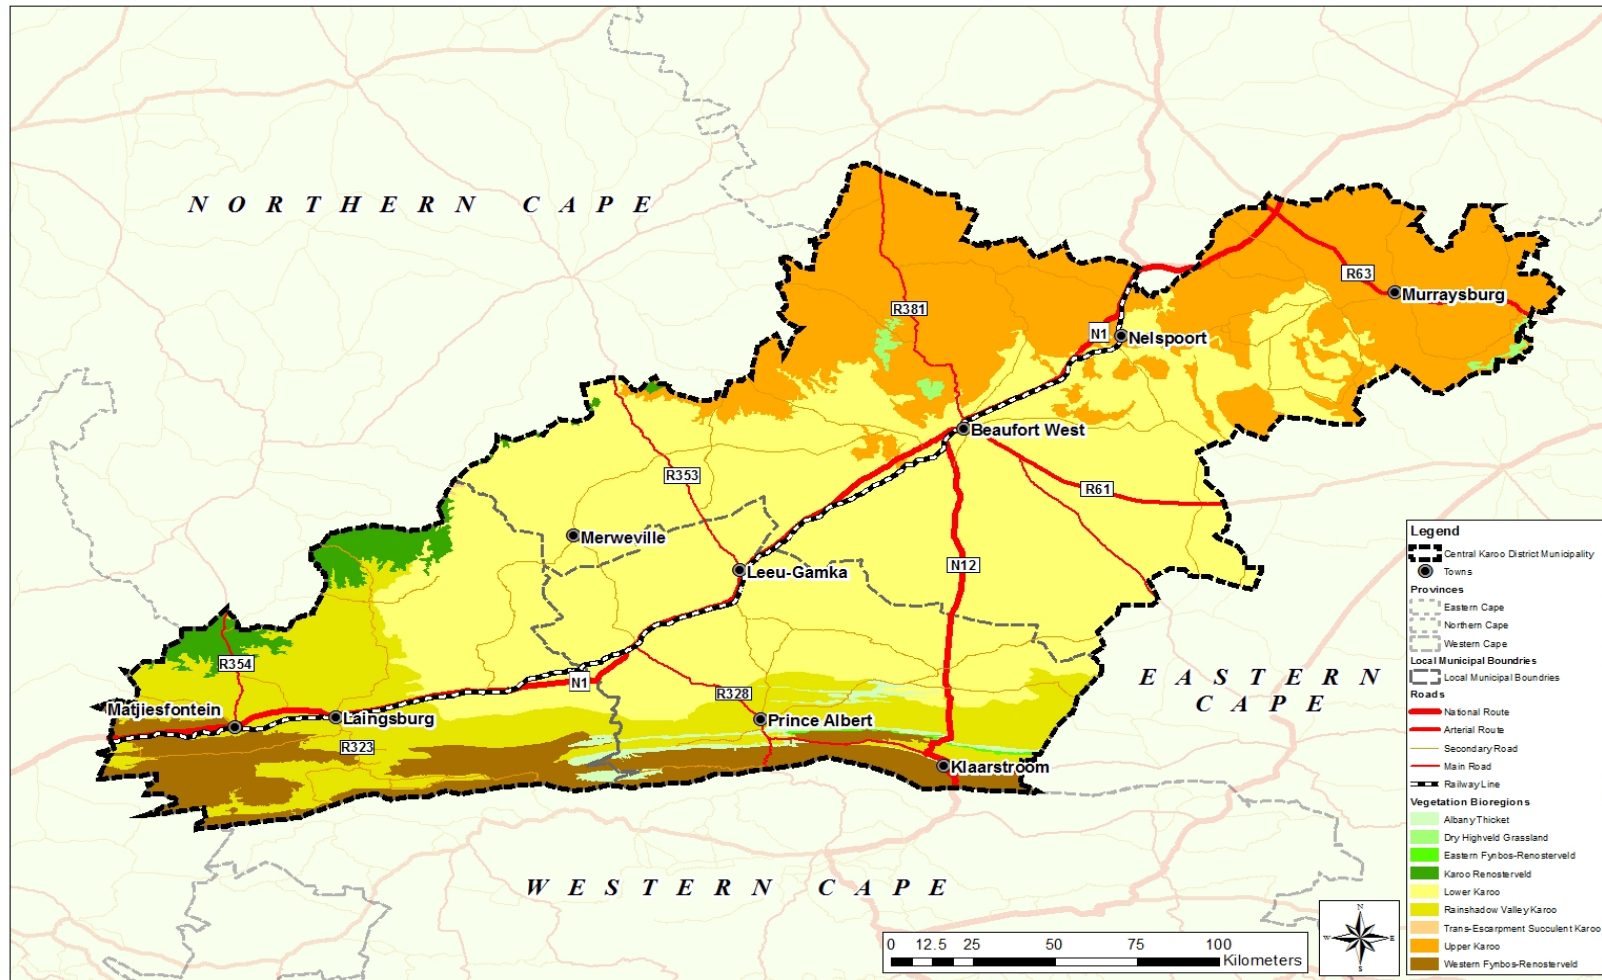 NORTHERN CAPE
R63
Murraysburg
R381
N1
Nelspoort
Beaufort West
R353
R61
Merweville
Leeu-Gamka
N12
R354
N1
R328
EASTERN
CAPE
Matjiesfontein
Laingsburg
Prince Albert
R323
Klaarstroom
WESTERN CAPE
Legend
Central Karoo District Municipality
Towns
Provinces
Eastern Cape
Northern Cape
Western Cape
Local Municipal Boundries
Local Municipal Boundries
Roads
National Route
Arterial Route
Secondary Road
Main Road
Railway Line
Vegetation Bioregions
Albany Thicket
Dry Highveld Grassland
Eastern Fynbos-Renosterveld
Karoo Renosterveld
Lower Karoo
Rainshadow Valley Karoo
Trans-Escarpment Succulent Karoo
Upper Karoo
Western Fynbos-Renosterveld
N
W E
S
0 12.5 25 50 75 100
Kilometers